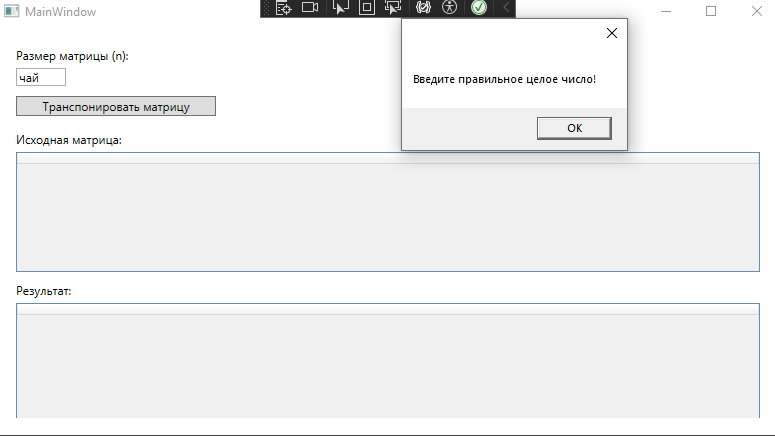 MainWindow
Размер матрицы (n):
чай
Транспонировать матрицу
Введите правильное целое число!
OK
Исходная матрица:
Результат: